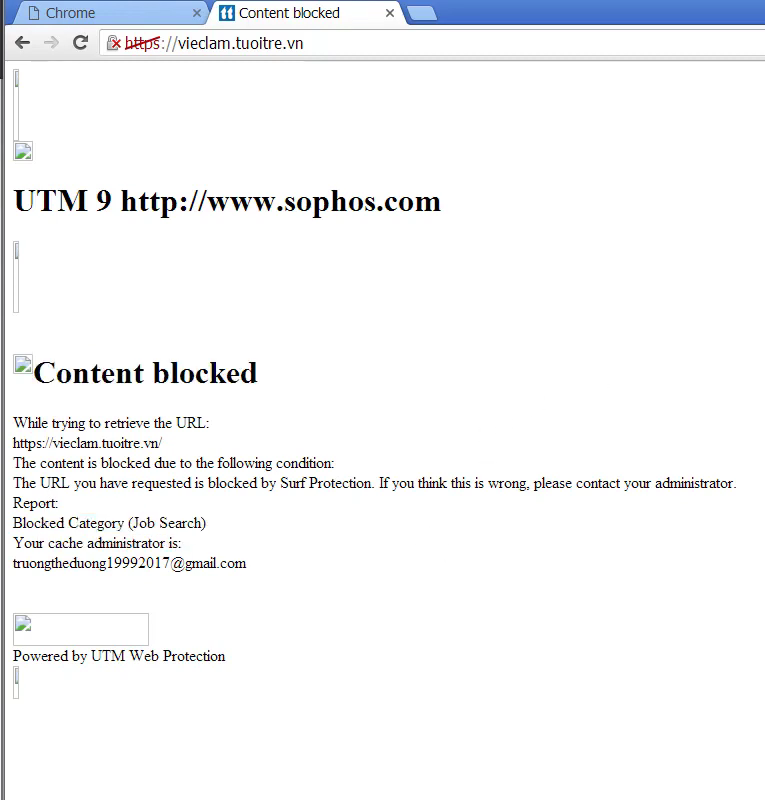 Chrome
Content blocked
https://vieclam.tuoitre.vn
UTM 9 http://www.sophos.com
Content blocked
While trying to retrieve the URL:
https://vieclam.tuoitre.vn/
The content is blocked due to the following condition:
The URL you have requested is blocked by Surf Protection. If you think this is wrong, please contact your administrator.
Report:
Blocked Category (Job Search)
Your cache administrator is:
truongtheduong19992017@gmail.com
Powered by UTM Web Protection